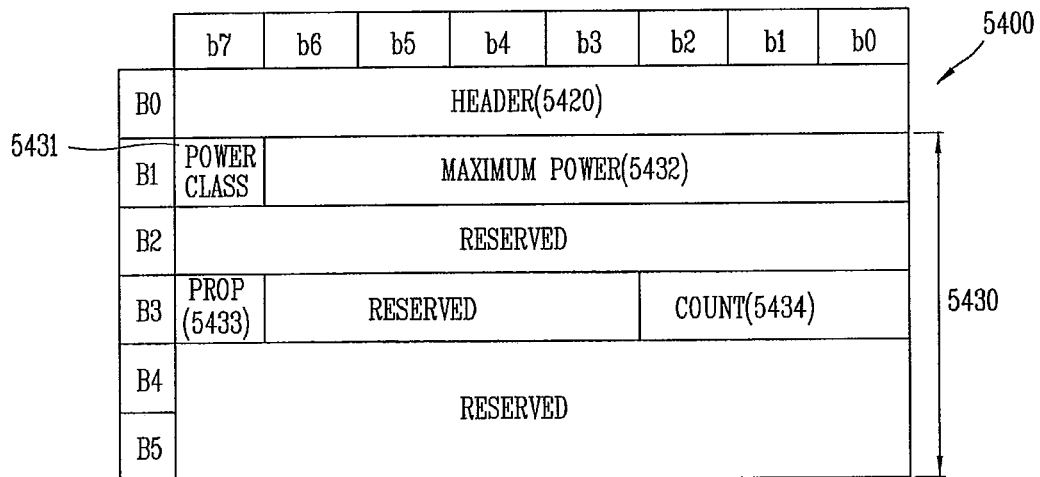 b7 b6 b5 b4 b3 b2 b1 b0
5400
B0 HEADER(5420)
5431
B1 POWER CLASS MAXIMUM POWER(5432)
B2 RESERVED
B3 PROP (5433) RESERVED COUNT(5434)
5430
B4
RESERVED
B5